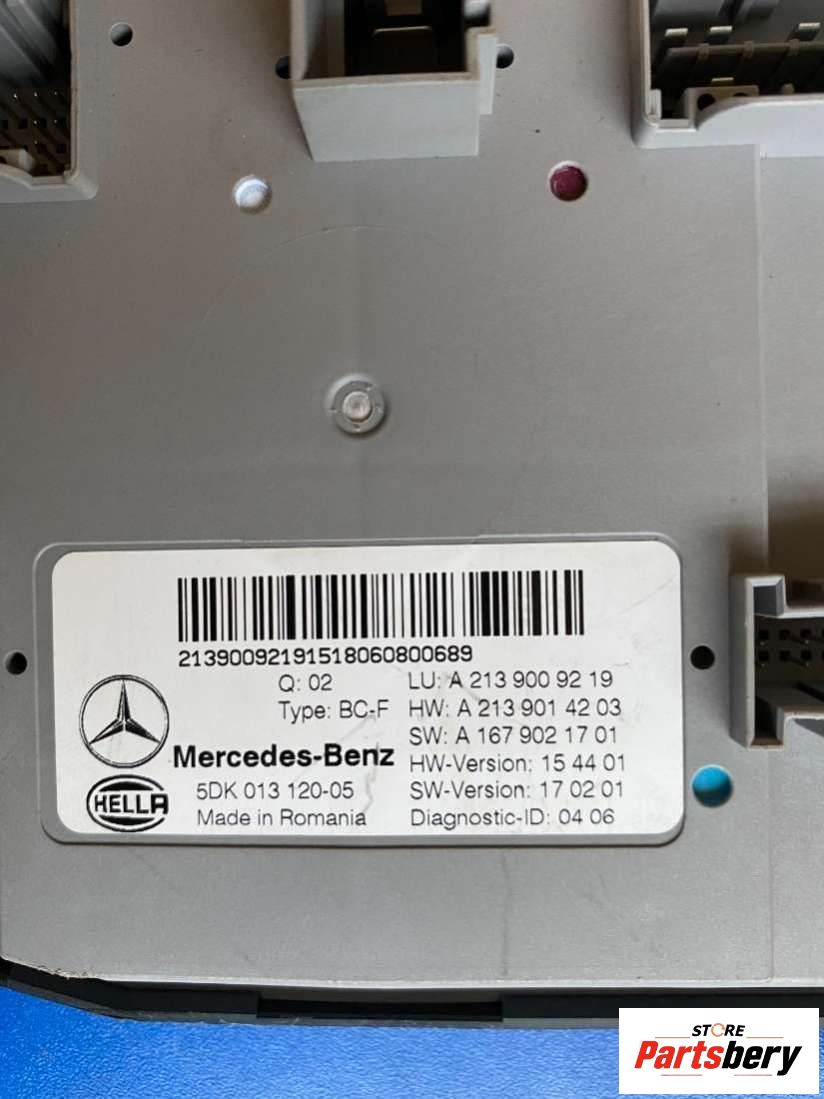 21390092191518060800689
Q: 02 LU: A 213 900 92 19
Type: BC-F HW: A 213 901 42 03
SW: A 167 902 17 01
Mercedes-Benz HW-Version: 15 44 01
HELLA 5DK 013 120-05 SW-Version: 17 02 01
Made in Romania Diagnostic-ID: 04 06
STORE
Partsbery